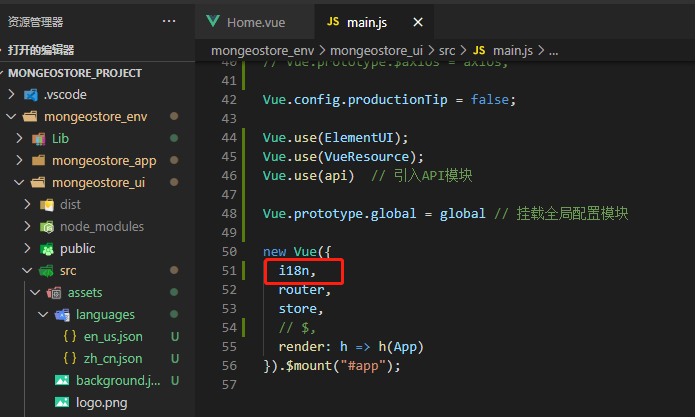 资源管理器
打开的编辑器
MONGEOSTORE_PROJECT
.vscode
mongeostore_env
Lib
mongeostore_app
mongeostore_ui
dist
node_modules
public
src
assets
languages
en_us.json U
zh_cn.json U
background.j... U
logo.png
Home.vue
JS main.js
mongeostore_env > mongeostore_ui > src > JS main.js > ...
40 // Vue.prototype.$axios = axios;
41
42 Vue.config.productionTip = false;
43
44 Vue.use(ElementUI);
45 Vue.use(VueResource);
46 Vue.use(api) // 引入API模块
47
48 Vue.prototype.global = global // 挂载全局配置模块
49
50 new Vue({
51 i18n,
52 router,
53 store,
54 // $,
55 render: h => h(App)
56 }).$mount("#app");
57